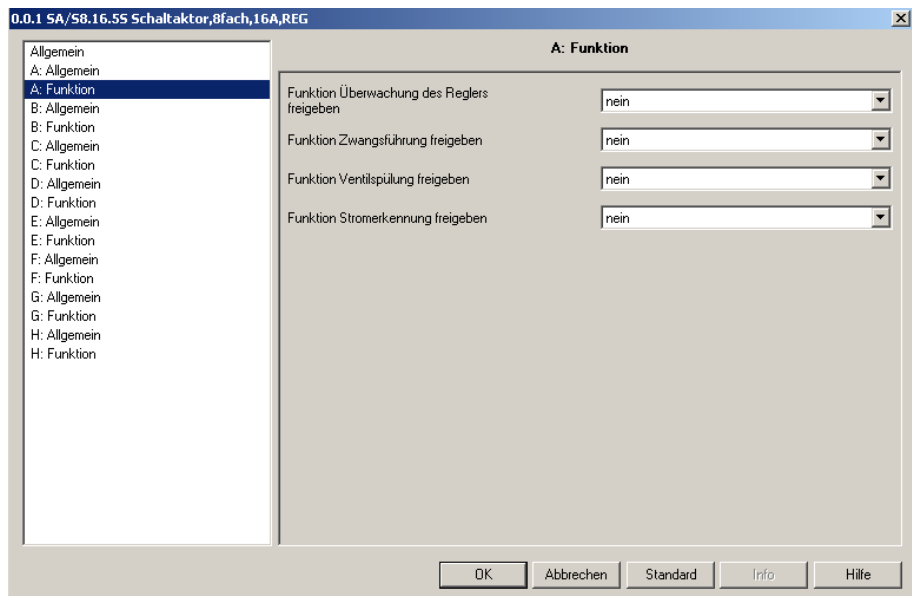 0.0.1 SA/S8.16.5S Schaltaktor,8fach,16A,REG
Allgemein
A: Allgemein
A: Funktion
B: Allgemein
B: Funktion
C: Allgemein
C: Funktion
D: Allgemein
D: Funktion
E: Allgemein
E: Funktion
F: Allgemein
F: Funktion
G: Allgemein
G: Funktion
H: Allgemein
H: Funktion
A: Funktion
Funktion Überwachung des Reglers
freigeben
nein
Funktion Zwangsführung freigeben
nein
Funktion Ventilspülung freigeben
nein
Funktion Stromerkennung freigeben
nein
OK
Abbrechen
Standard
Info
Hilfe